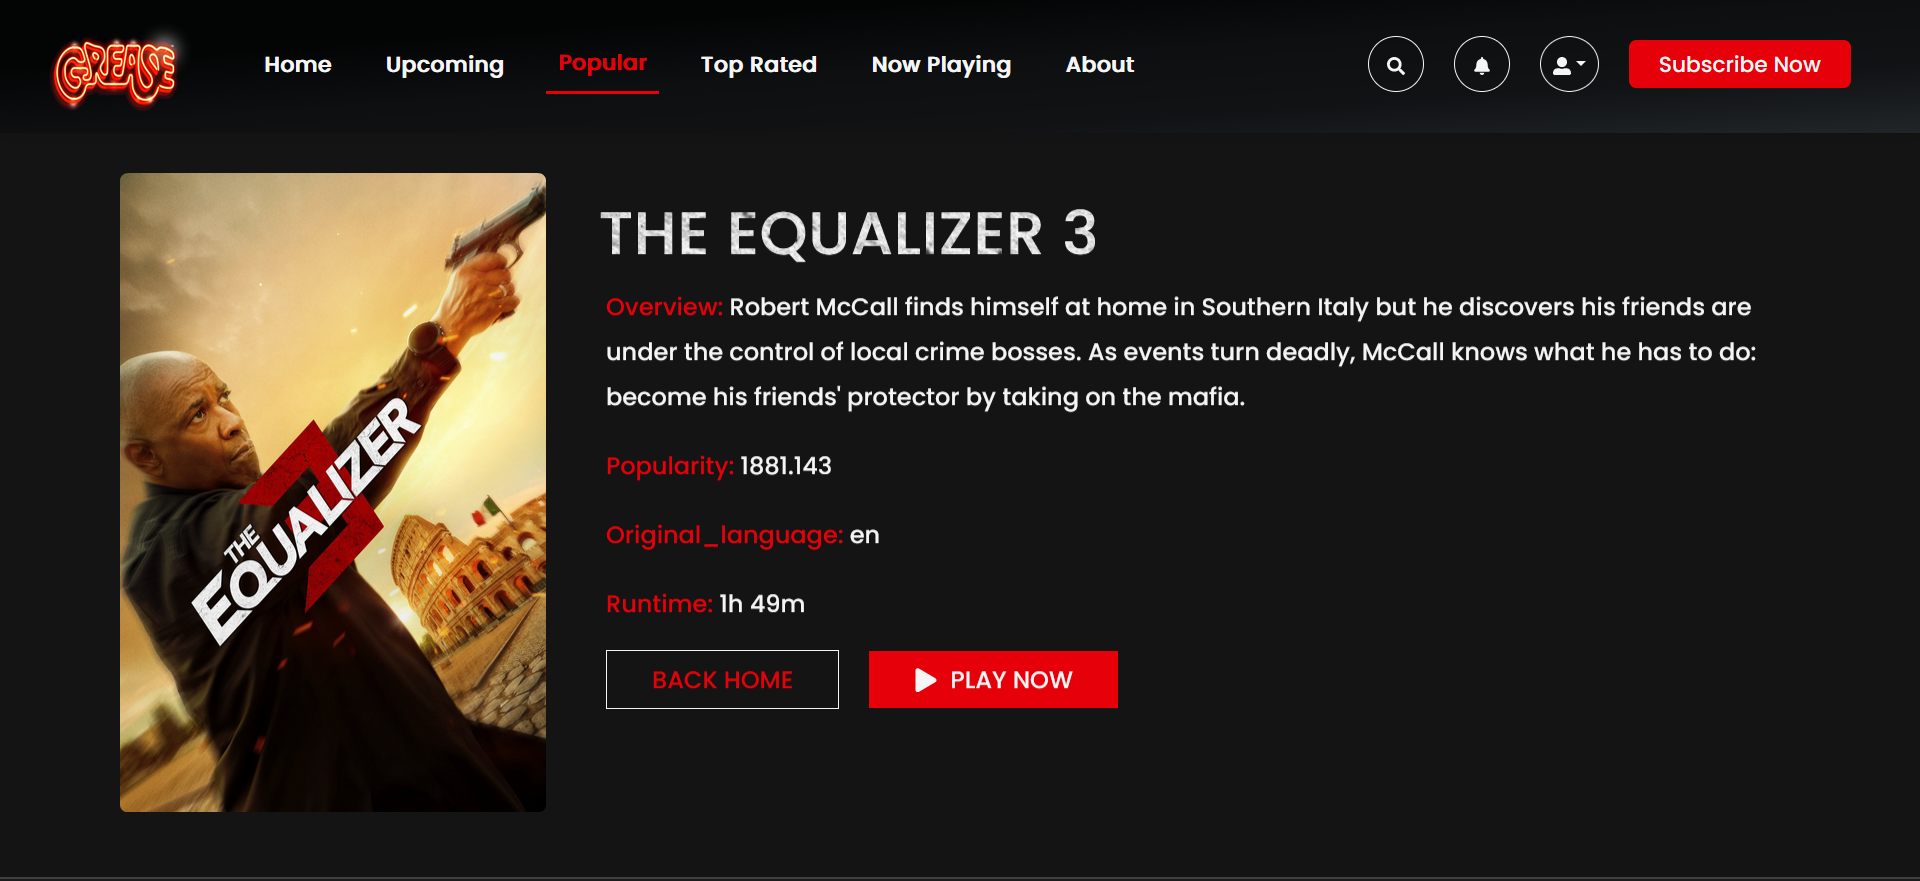 GREASE
Home
Upcoming
Popular
Top Rated
Now Playing
About
Subscribe Now
THE
EQUALIZER
3
THE EQUALIZER 3
Overview: Robert McCall finds himself at home in Southern Italy but he discovers his friends are
under the control of local crime bosses. As events turn deadly, McCall knows what he has to do:
become his friends' protector by taking on the mafia.
Popularity: 1881.143
Original_language: en
Runtime: 1h 49m
BACK HOME
PLAY NOW